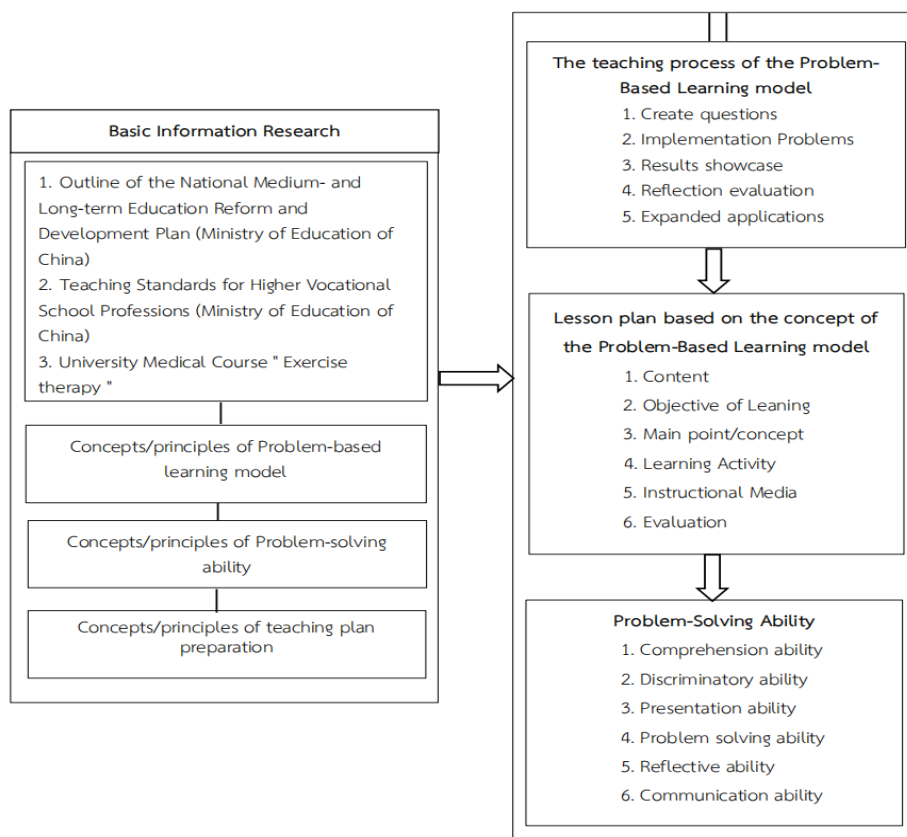 Basic Information Research
1. Outline of the National Medium- and
Long-term Education Reform and
Development Plan (Ministry of Education of
China)
2. Teaching Standards for Higher Vocational
School Professions (Ministry of Education of
China)
3. University Medical Course " Exercise
therapy "
Concepts/principles of Problem-based
learning model
Concepts/principles of Problem-solving
ability
Concepts/principles of teaching plan
preparation
The teaching process of the Problem-
Based Learning model
1. Create questions
2. Implementation Problems
3. Results showcase
4. Reflection evaluation
5. Expanded applications
Lesson plan based on the concept of
the Problem-Based Learning model
1. Content
2. Objective of Leaning
3. Main point/concept
4. Learning Activity
5. Instructional Media
6. Evaluation
Problem-Solving Ability
1. Comprehension ability
2. Discriminatory ability
3. Presentation ability
4. Problem solving ability
5. Reflective ability
6. Communication ability